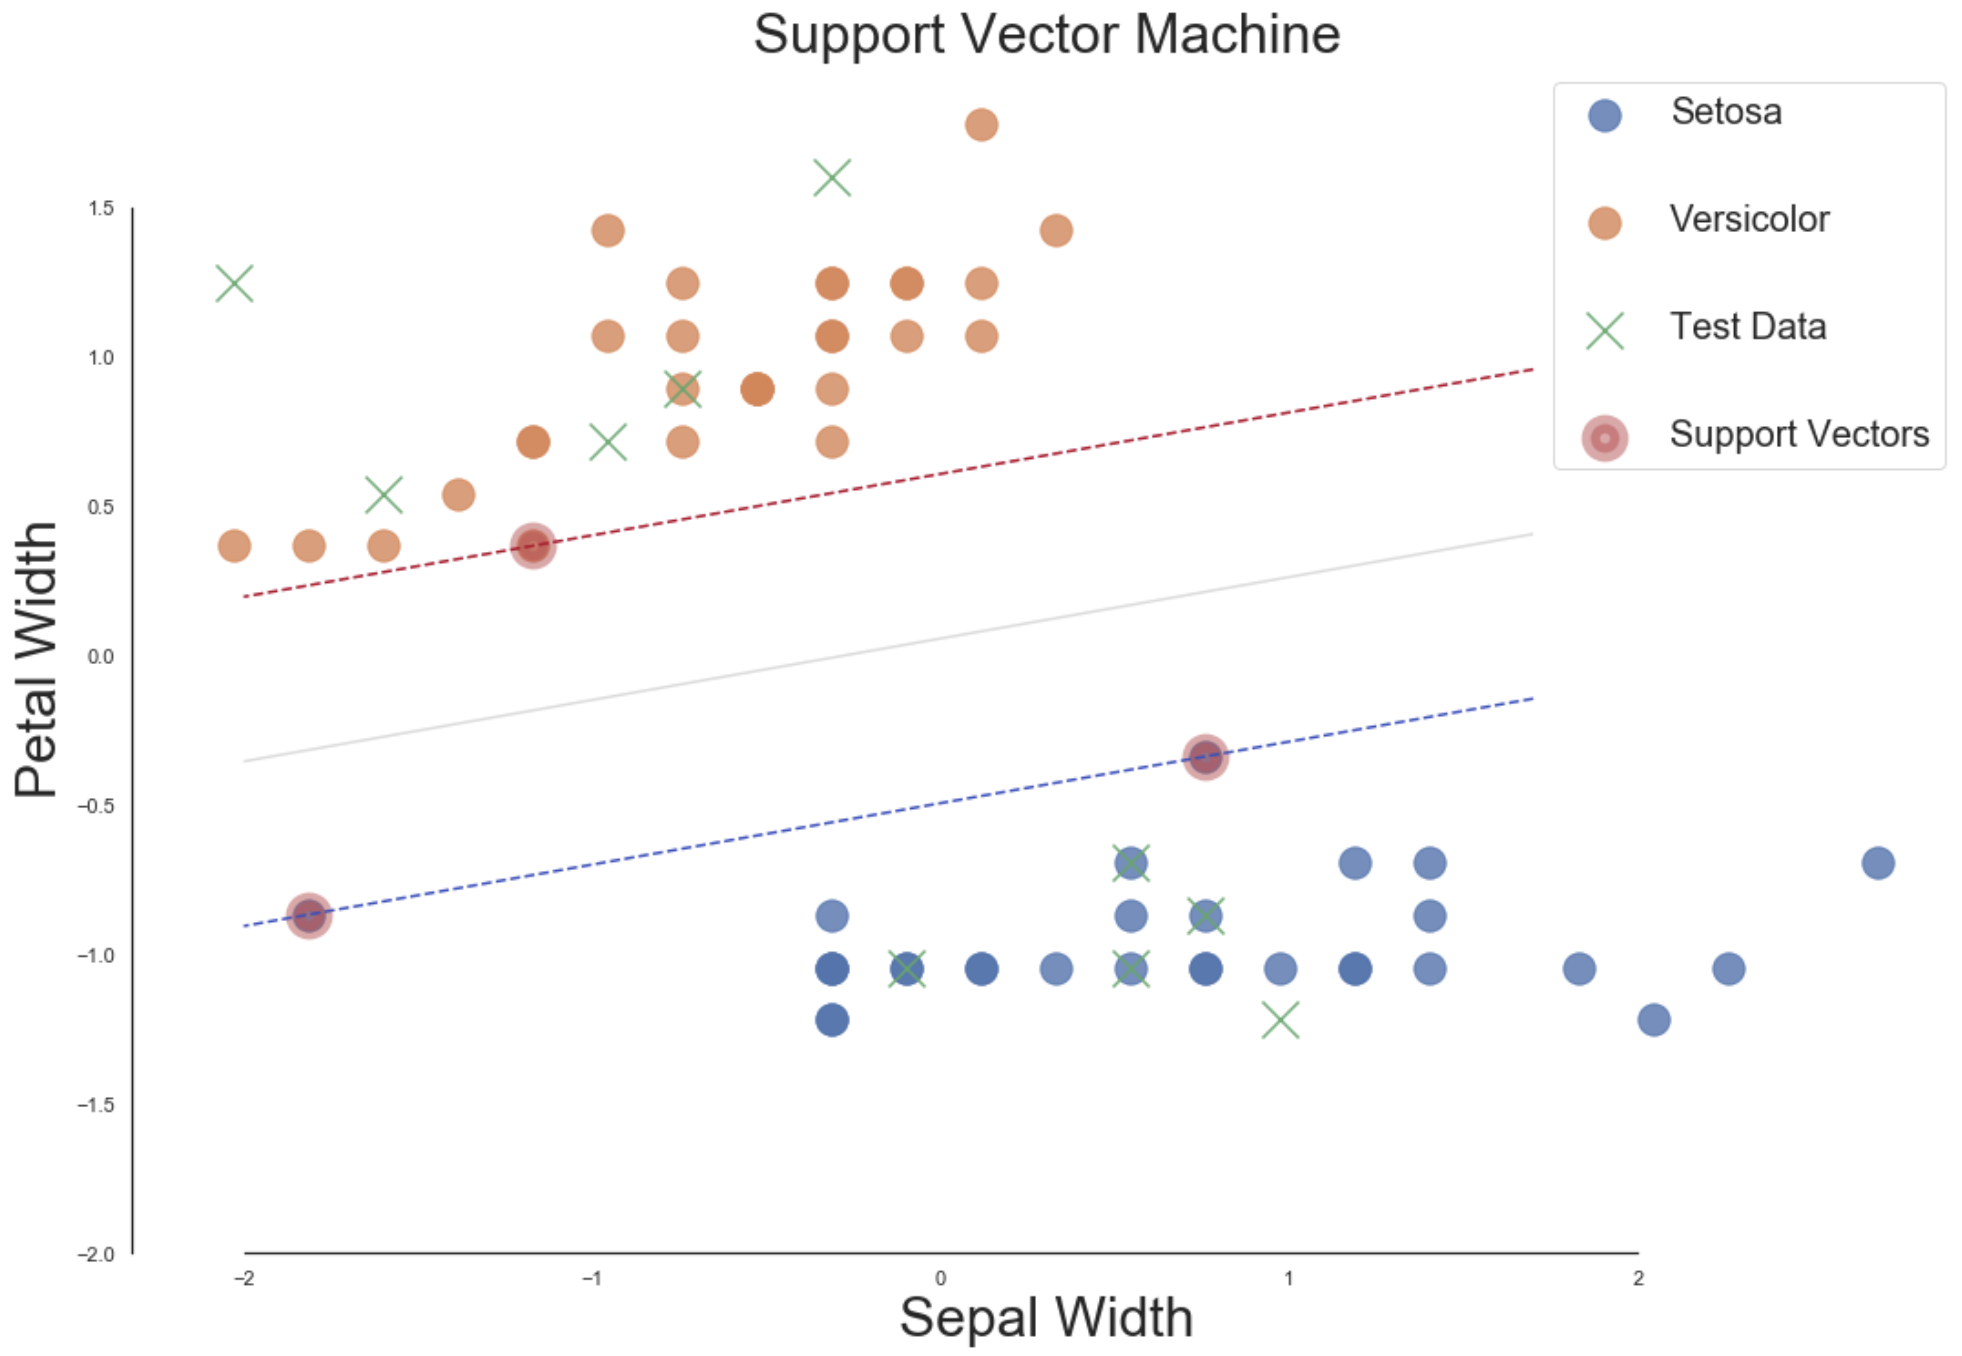 Support Vector Machine
Setosa
Versicolor
Test Data
Support Vectors
Petal Width
1.5
1.0
0.5
0.0
−0.5
−1.0
−1.5
−2.0
−2 −1 0 1 2
Sepal Width